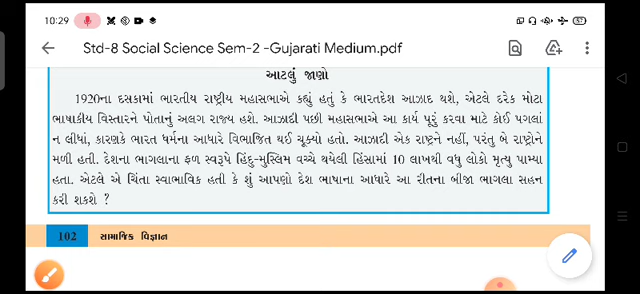 10:29
57
Std-8 Social Science Sem-2 -Gujarati Medium.pdf
આટલું જાણો
1920ના દસકામાં ભારતીય રાષ્ટ્રીય મહાસભાએ કહ્યું હતું કે ભારતદેશ આઝાદ થશે, એટલે દરેક મોટા
ભાષાકીય વિસ્તારને પોતાનું અલગ રાજ્ય હશે. આઝાદી પછી મહાસભાએ આ કાર્ય પૂરું કરવા માટે કોઈ પગલાં
ન લીધાં, કારણકે ભારત ધર્મના આધારે વિભાજિત થઈ ચૂક્યો હતો. આઝાદી એક રાષ્ટ્રને નહીં, પરંતુ બે રાષ્ટ્રોને
મળી હતી. દેશના ભાગલાના ફળ સ્વરૂપે હિંદુ-મુસ્લિમ વચ્ચે થયેલી હિંસામાં 10 લાખથી વધુ લોકો મૃત્યુ પામ્યા
હતા. એટલે એ ચિંતા સ્વાભાવિક હતી કે શું આપણો દેશ ભાષાના આધારે આ રીતના બીજા ભાગલા સહન
કરી શકશે ?
102 સામાજિક વિજ્ઞાન